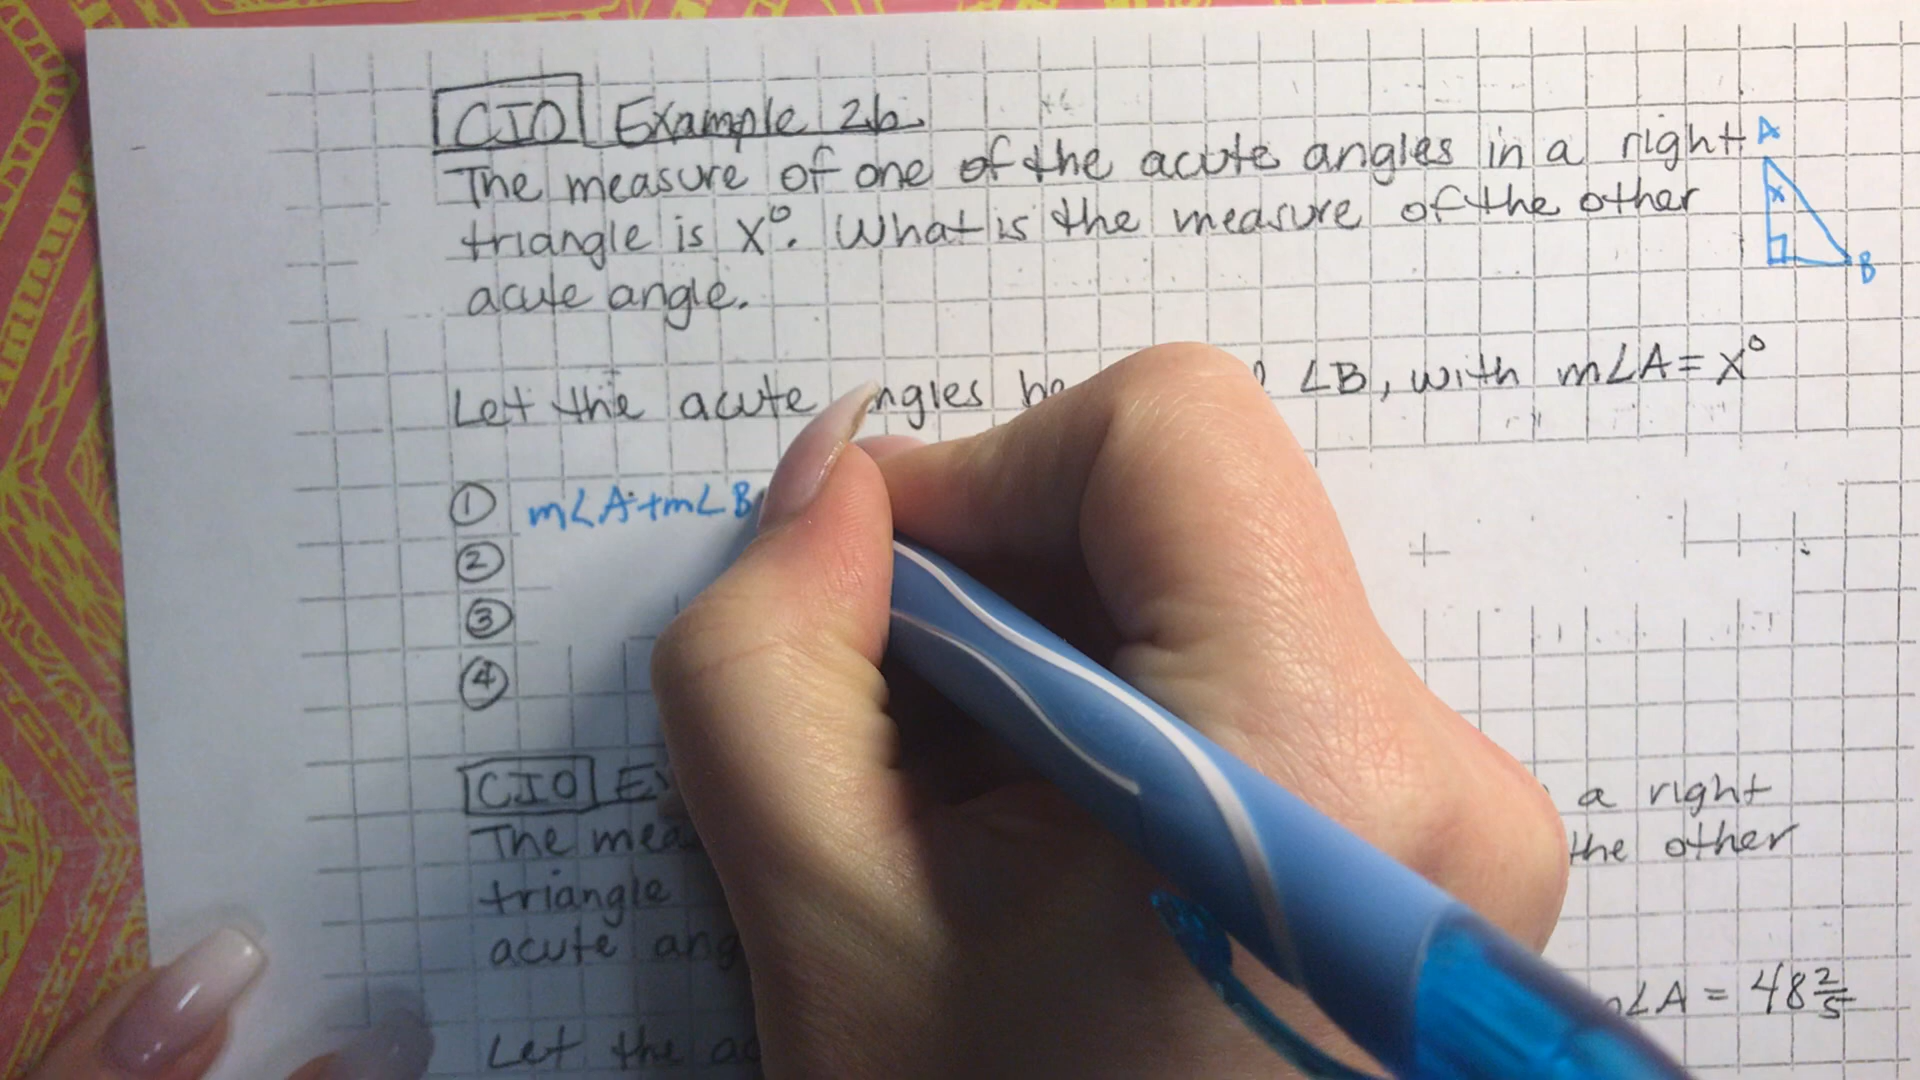 CIO Example 2b.
The measure of one of the acute angles in a right
triangle is x°. What is the measure of the other
acute angle.
A
x
B
Let the acute angles be ∠B, with m∠A = x°
① m∠A + m∠B
②
③
④
CIO a right
The the other
triangle
acute
∠A = 48 2/5
Let the